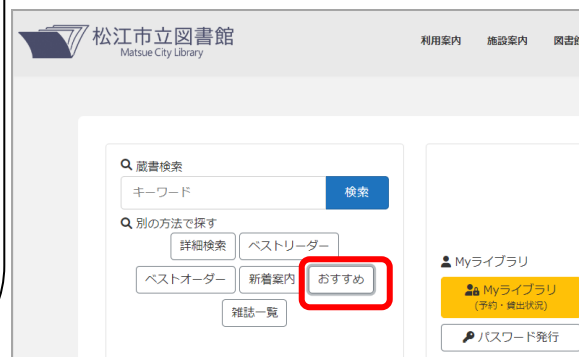 松江市立図書館
Matsue City Library
利用案内 施設案内 図書館
蔵書検索
キーワード 検索
別の方法で探す
詳細検索 ベストリーダー
ベストオーダー 新着案内 おすすめ
雑誌一覧
Myライブラリ
Myライブラリ
(予約・貸出状況)
パスワード発行